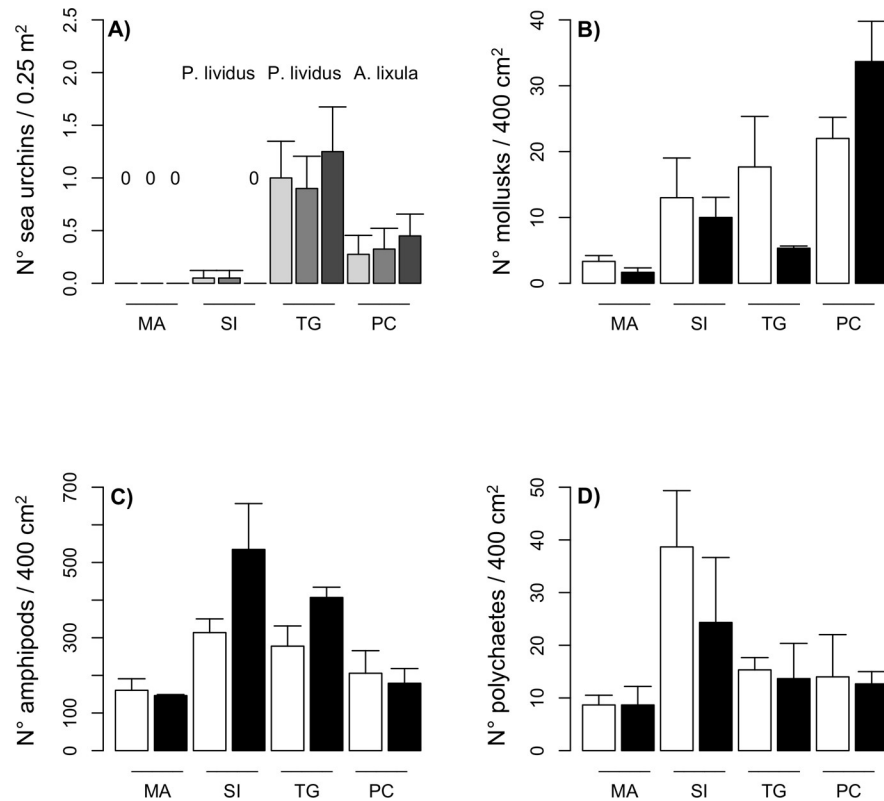 A)
N° sea urchins / 0.25 m²
2.5
2.0
1.5
1.0
0.5
0.0
P. lividus P. lividus A. lixula
0 0 0 0
MA SI TG PC
B)
N° mollusks / 400 cm²
40
30
20
10
0
MA SI TG PC
C)
N° amphipods / 400 cm²
700
500
300
100
0
MA SI TG PC
D)
N° polychaetes / 400 cm²
50
40
30
20
10
0
MA SI TG PC